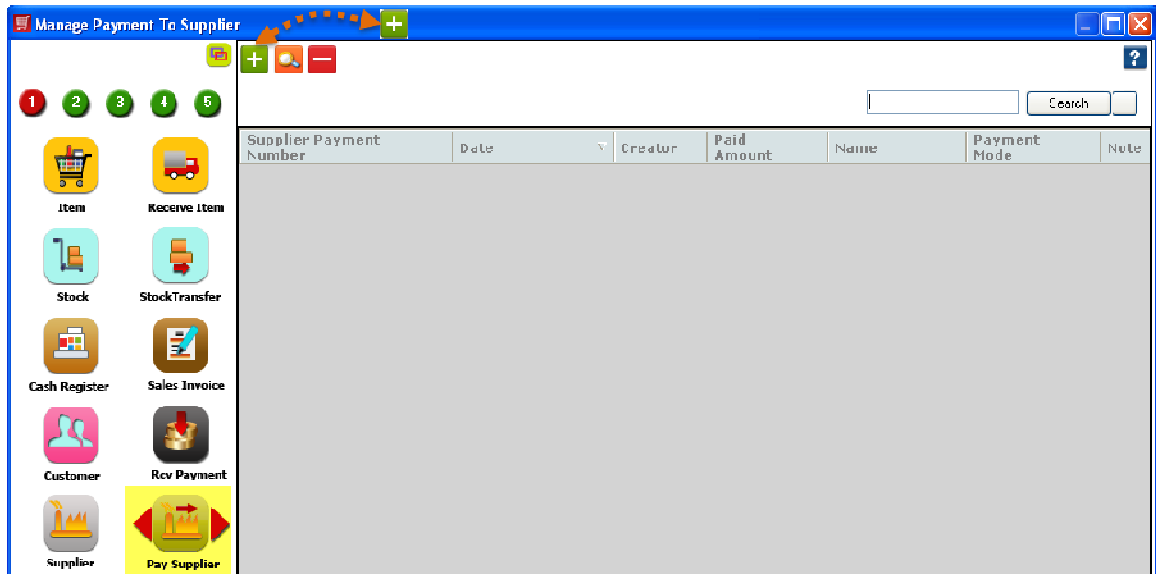 Manage Payment To Supplier
1 2 3 4 5
Search
Supplier Payment
Number
Date
Creator
Paid
Amount
Name
Payment
Mode
Note
Item
Receive Item
Stock
StockTransfer
Cash Register
Sales Invoice
Customer
Rcv Payment
Supplier
Pay Supplier